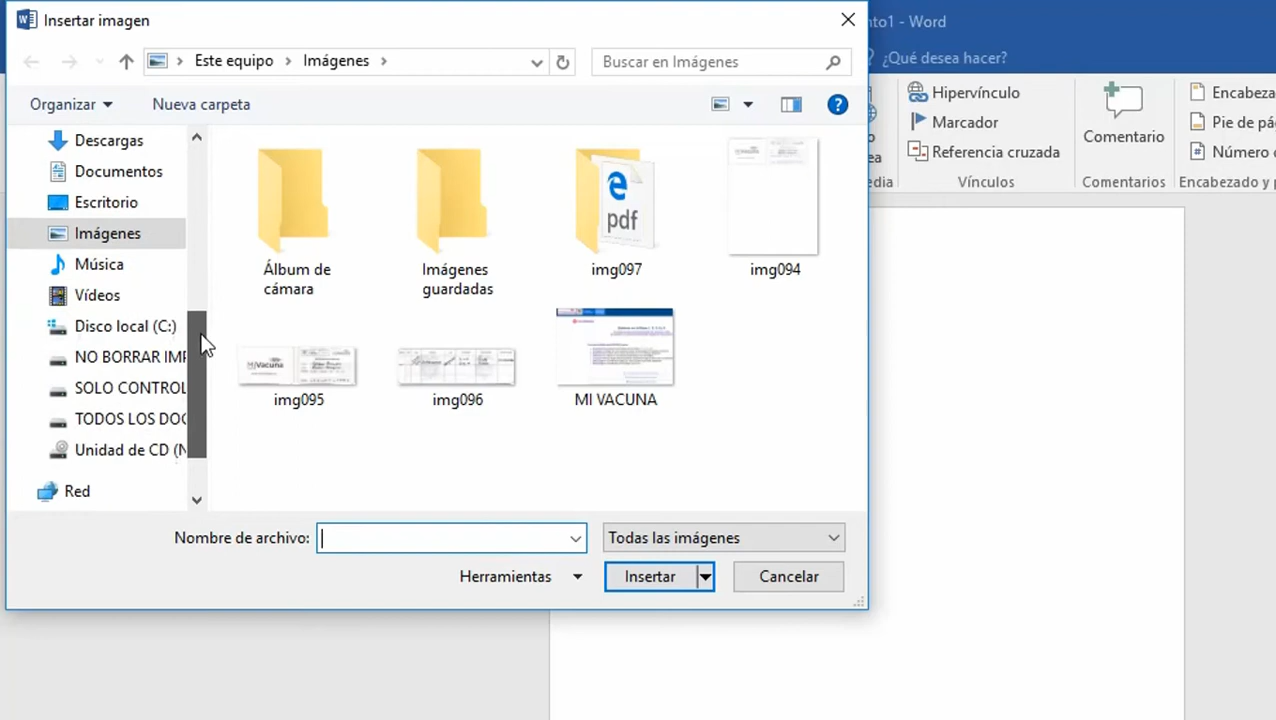 Insertar imagen
nto1 - Word
Este equipo
Imágenes
Buscar en Imágenes
¿Qué desea hacer?
Organizar
Nueva carpeta
Hipervínculo
Marcador
Referencia cruzada
Vínculos
Comentario
Comentarios
Encabeza
Pie de pá
Número d
Encabezado y p
edia
Descargas
Documentos
Escritorio
Imágenes
Música
Vídeos
Disco local (C:)
NO BORRAR IMP
SOLO CONTROL
TODOS LOS DOC
Unidad de CD (N
Red
Álbum de
cámara
Imágenes
guardadas
pdf
img097
img094
MiVacuna
img095
img096
MI VACUNA
Nombre de archivo:
Todas las imágenes
Herramientas
Insertar
Cancelar